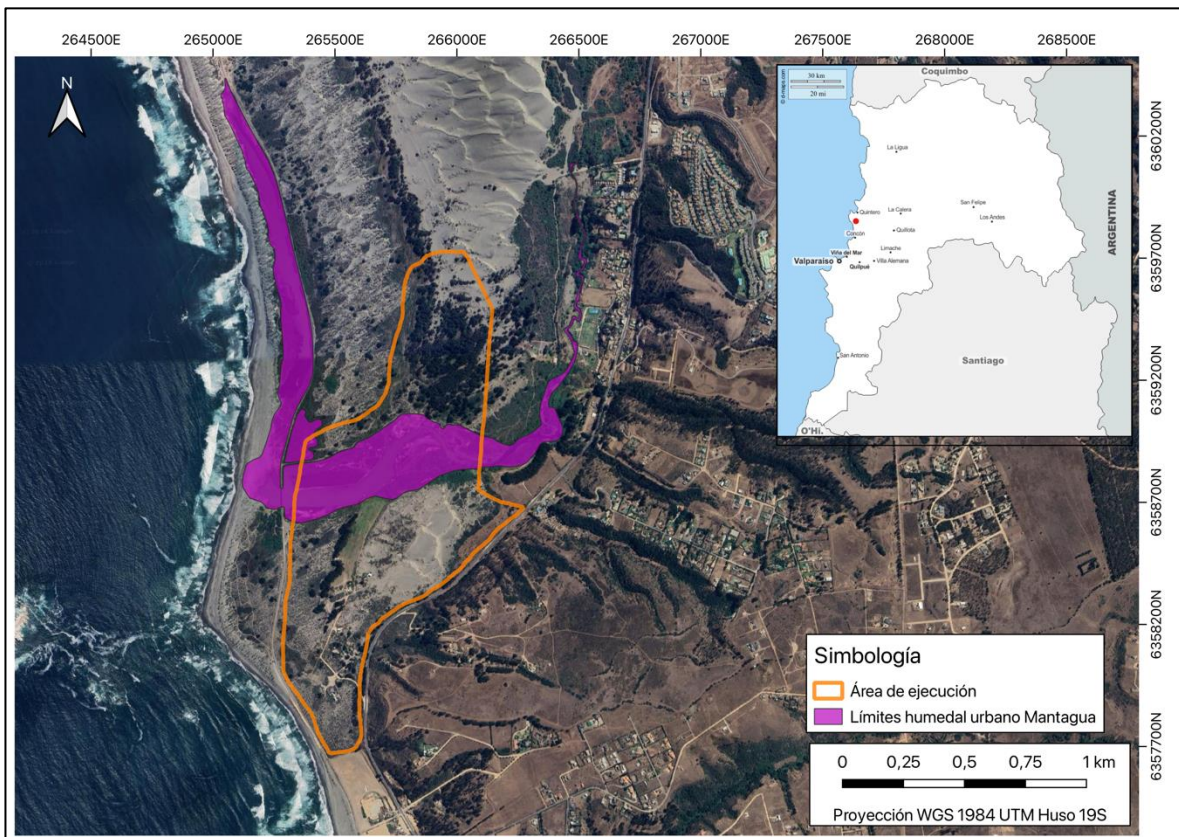 264500E 265000E 265500E 266000E 266500E 267000E 267500E 268000E 268500E
N
30 km
20 mi
© d-maps.com
Coquimbo
La Ligua
Quintero
La Calera
San Felipe
Los Andes
Concón
Quillota
Viña del Mar
Limache
Valparaíso
Quilpué
Villa Alemana
San Antonio
Santiago
O'Hi.
ARGENTINA
6360200N
6359700N
6359200N
6358700N
6358200N
6357700N
Simbología
Área de ejecución
Límites humedal urbano Mantagua
0 0,25 0,5 0,75 1 km
Proyección WGS 1984 UTM Huso 19S